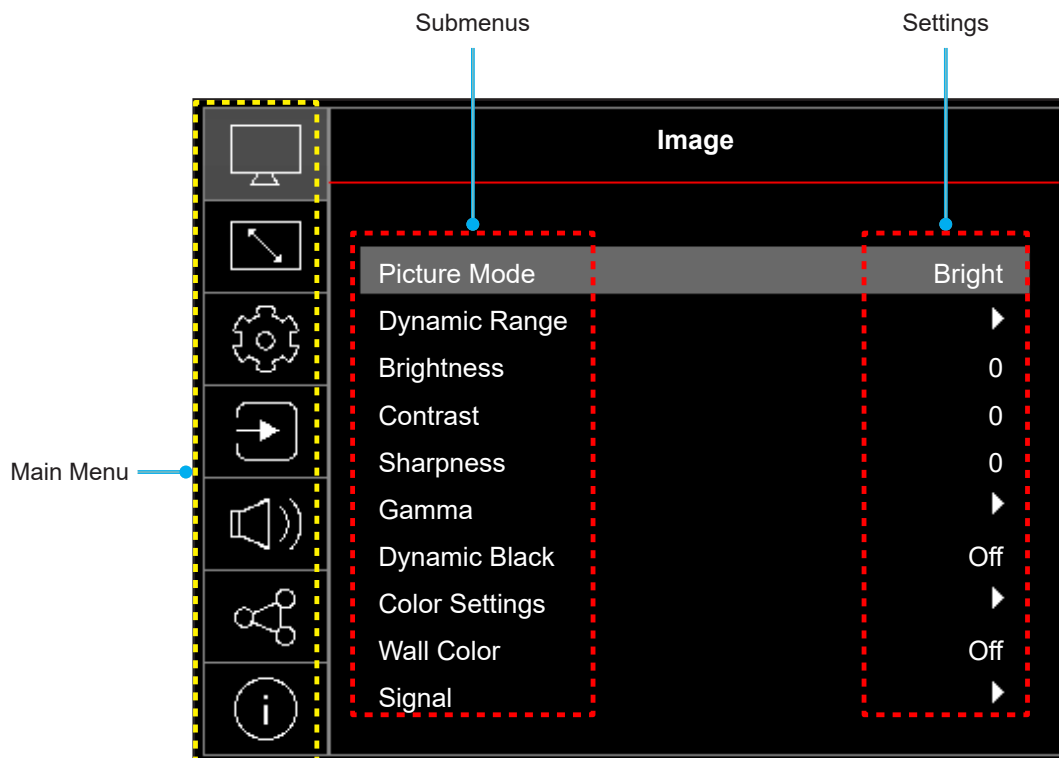 Submenus Settings
Image
Picture Mode Bright
Dynamic Range
Brightness 0
Contrast 0
Main Menu
Sharpness 0
Gamma
Dynamic Black Off
Color Settings
Wall Color Off
Signal
i